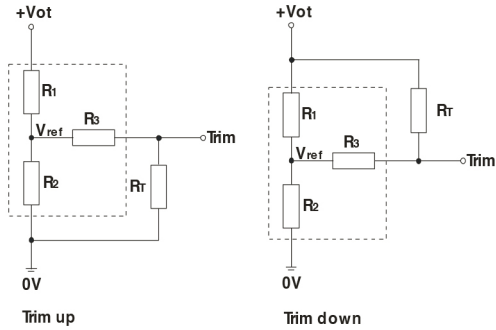 +Vot
R1
Vref
R3
Trim
R2
RT
0V
Trim up
+Vot
R1
RT
Vref
R3
Trim
R2
0V
Trim down